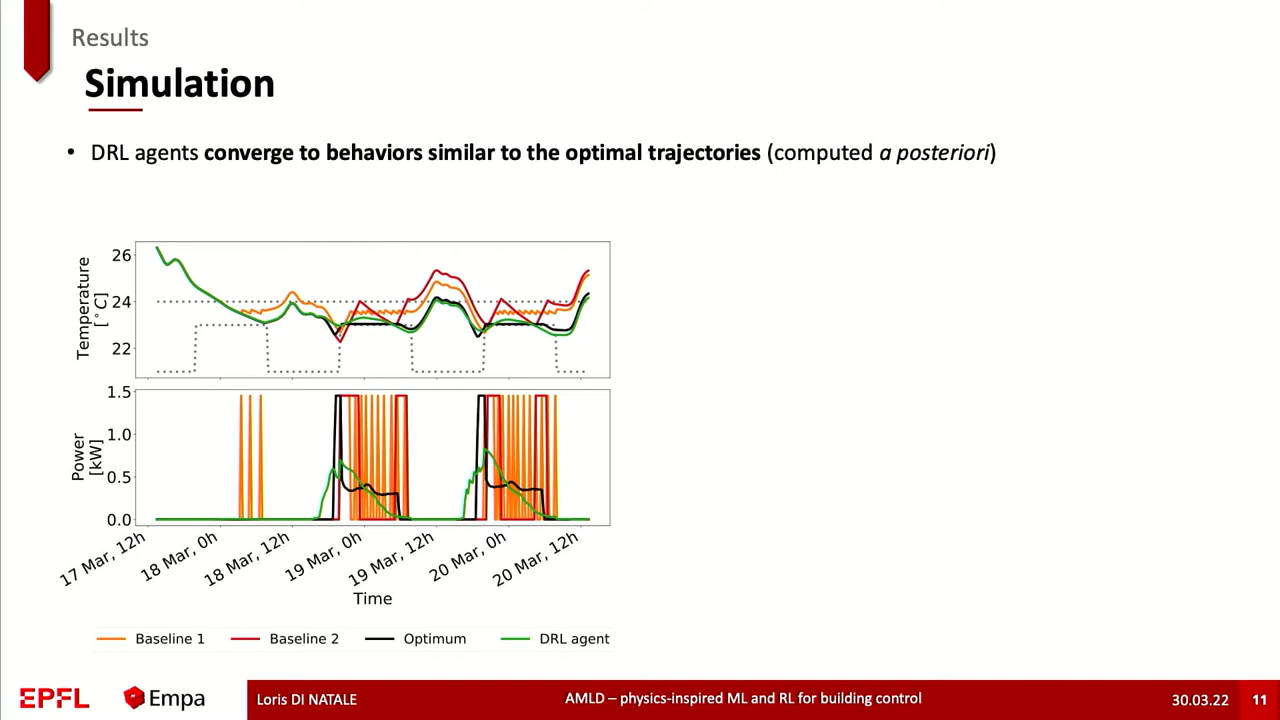 Results
Simulation
• DRL agents converge to behaviors similar to the optimal trajectories (computed a posteriori)
26
24
22
Temperature
[°C]
1.5
1.0
0.5
0.0
Power
[kW]
17 Mar, 12h
18 Mar, 0h
18 Mar, 12h
19 Mar, 0h
19 Mar, 12h
20 Mar, 0h
20 Mar, 12h
Time
Baseline 1
Baseline 2
Optimum
DRL agent
EPFL
Empa
Loris DI NATALE
AMLD – physics-inspired ML and RL for building control
30.03.22
11